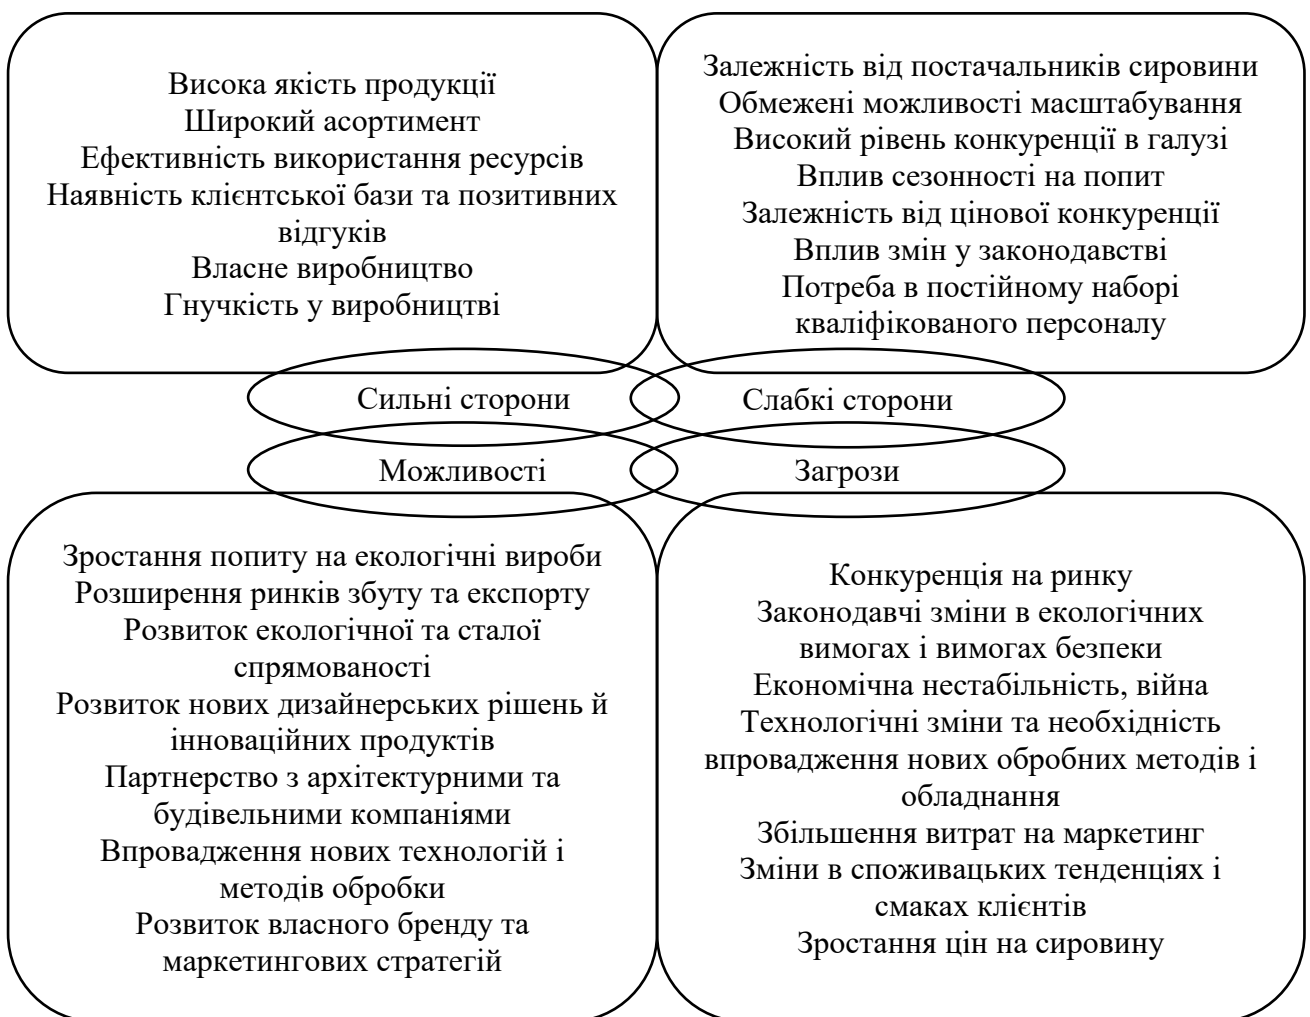 Висока якість продукції
Широкий асортимент
Ефективність використання ресурсів
Наявність клієнтської бази та позитивних
відгуків
Власне виробництво
Гнучкість у виробництві
Залежність від постачальників сировини
Обмежені можливості масштабування
Високий рівень конкуренції в галузі
Вплив сезонності на попит
Залежність від цінової конкуренції
Вплив змін у законодавстві
Потреба в постійному наборі
кваліфікованого персоналу
Сильні сторони
Слабкі сторони
Можливості
Загрози
Зростання попиту на екологічні вироби
Розширення ринків збуту та експорту
Розвиток екологічної та сталої
спрямованості
Розвиток нових дизайнерських рішень й
інноваційних продуктів
Партнерство з архітектурними та
будівельними компаніями
Впровадження нових технологій і
методів обробки
Розвиток власного бренду та
маркетингових стратегій
Конкуренція на ринку
Законодавчі зміни в екологічних
вимогах і вимогах безпеки
Економічна нестабільність, війна
Технологічні зміни та необхідність
впровадження нових обробних методів і
обладнання
Збільшення витрат на маркетинг
Зміни в споживацьких тенденціях і
смаках клієнтів
Зростання цін на сировину